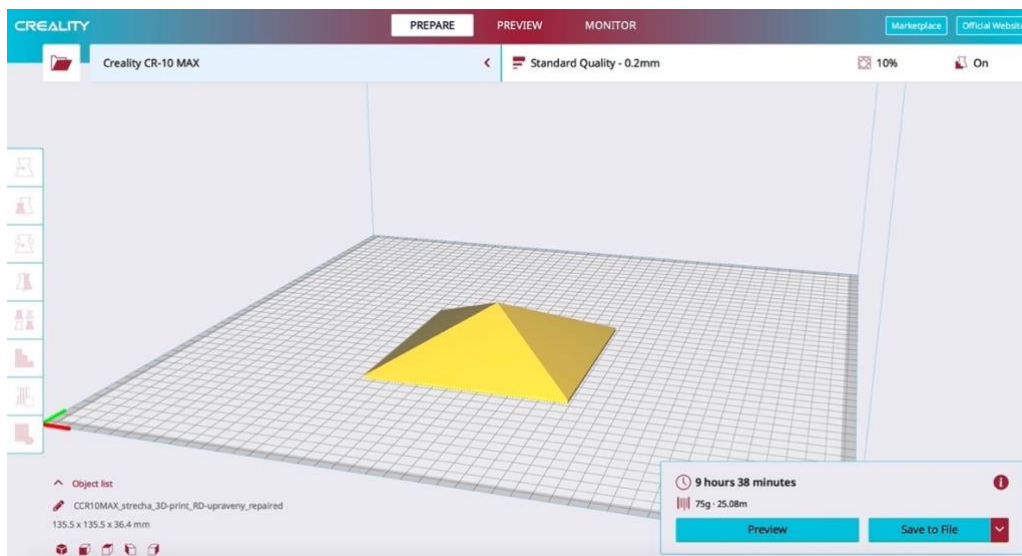 CREALITY
PREPARE PREVIEW MONITOR
Marketplace Official Website
Creality CR-10 MAX
Standard Quality - 0.2mm 10% On
Object list
CCR10MAX_strecha_3D-print_RD-upraveny_repaired
135.5 x 135.5 x 36.4 mm
9 hours 38 minutes
75g · 25.08m
Preview Save to File